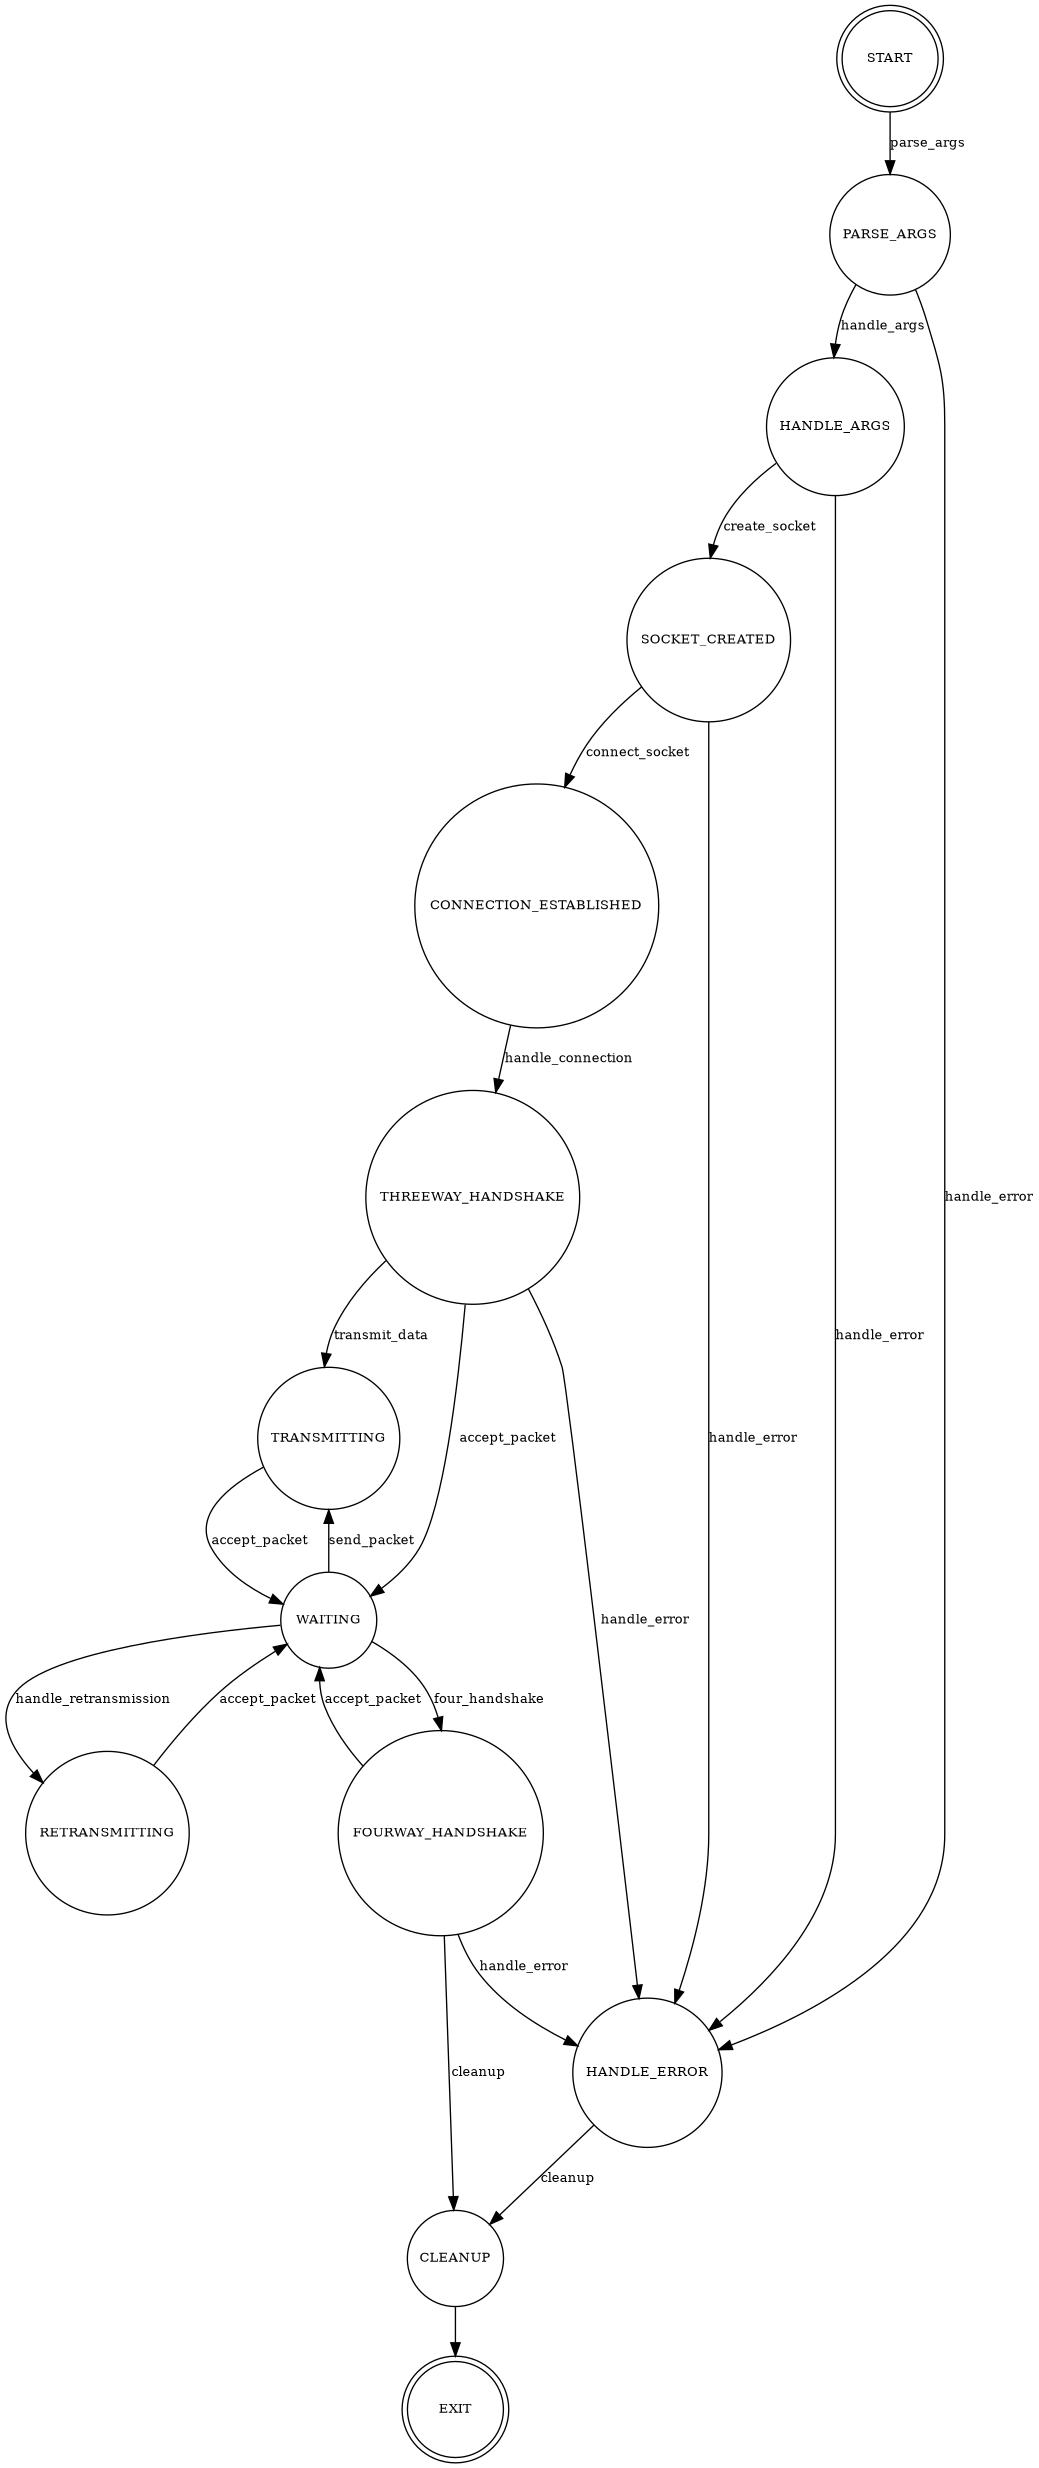 START
parse_args
PARSE_ARGS
handle_args
HANDLE_ARGS
create_socket
SOCKET_CREATED
connect_socket
CONNECTION_ESTABLISHED
handle_connection
THREEWAY_HANDSHAKE
handle_error
transmit_data
handle_error
TRANSMITTING
accept_packet
handle_error
accept_packet
send_packet
WAITING
handle_error
handle_retransmission
accept_packet
accept_packet
four_handshake
RETRANSMITTING
FOURWAY_HANDSHAKE
handle_error
cleanup
HANDLE_ERROR
cleanup
CLEANUP
EXIT